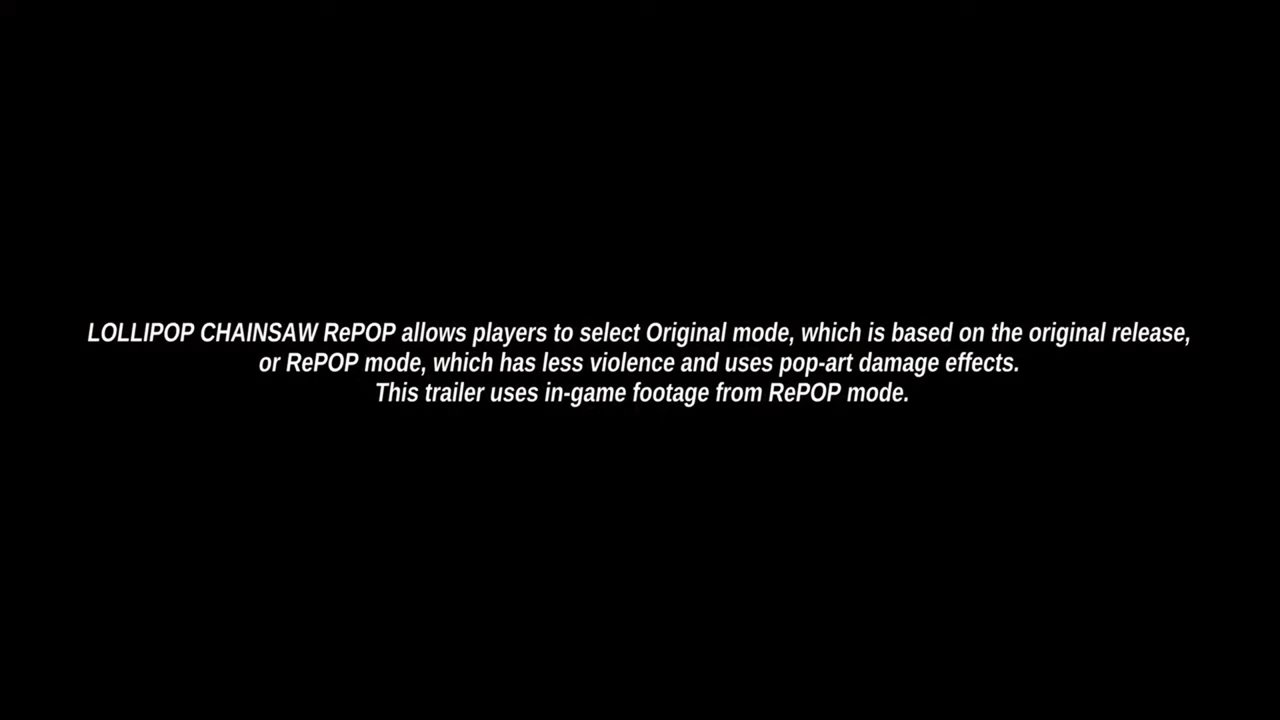 LOLLIPOP CHAINSAW RePOP allows players to select Original mode, which is based on the original release,
or RePOP mode, which has less violence and uses pop-art damage effects.
This trailer uses in-game footage from RePOP mode.